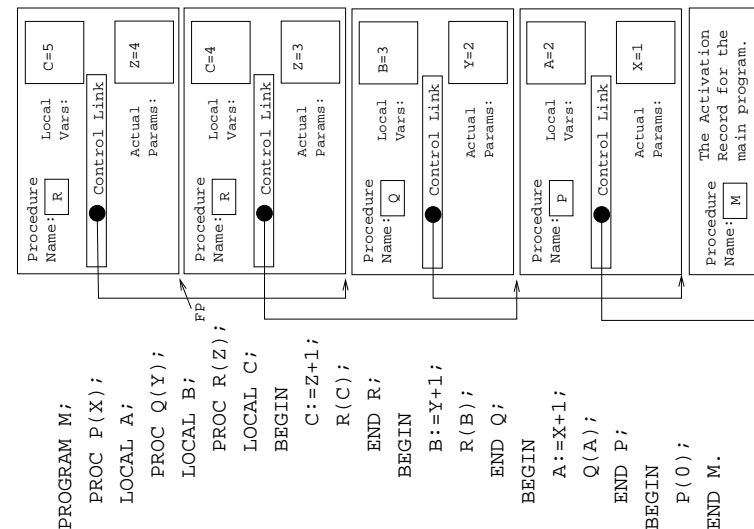 PROGRAM M;
PROC P(X);
LOCAL A;
PROC Q(Y);
LOCAL B;
PROC R(Z);
LOCAL C;
BEGIN
C:=Z+1;
R(C);
END R;
BEGIN
B:=Y+1;
R(B);
END Q;
BEGIN
A:=X+1;
Q(A);
END P;
BEGIN
P(0);
END M.
Procedure
Name: R
Local
Vars:
C=5
Control Link
Actual
Params:
Z=4
FP
Procedure
Name: R
Local
Vars:
C=4
Control Link
Actual
Params:
Z=3
Procedure
Name: Q
Local
Vars:
B=3
Control Link
Actual
Params:
Y=2
Procedure
Name: P
Local
Vars:
A=2
Control Link
Actual
Params:
X=1
Procedure
Name: M
The Activation
Record for the
main program.